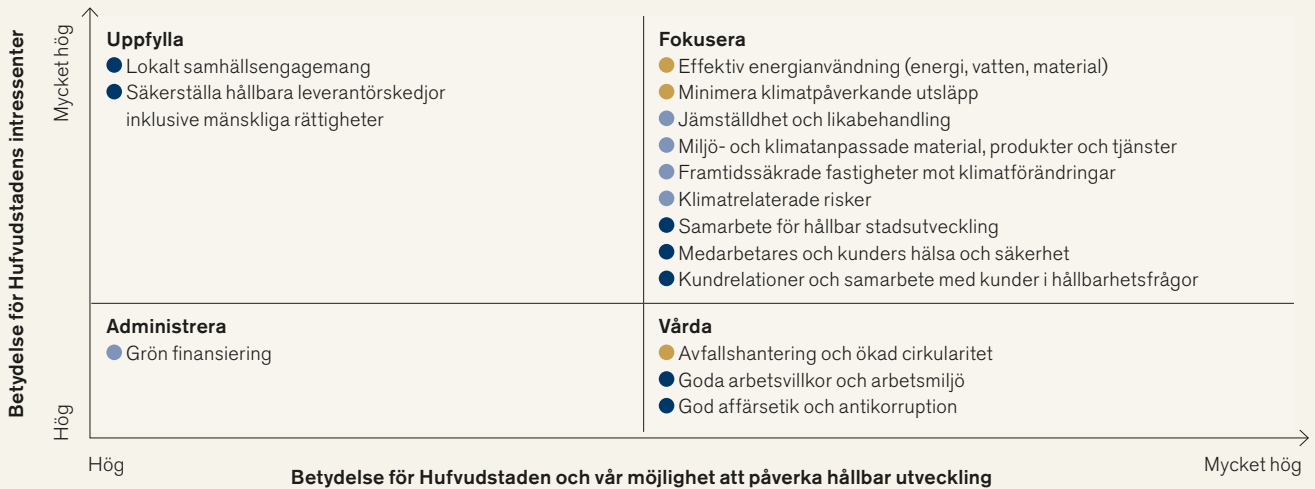 Betydelse för Hufvudstadens intressenter
Mycket hög
Hög
Uppfylla
Lokalt samhällsengagemang
Säkerställa hållbara leverantörskedjor
inklusive mänskliga rättigheter
Fokusera
Effektiv energianvändning (energi, vatten, material)
Minimera klimatpåverkande utsläpp
Jämställdhet och likabehandling
Miljö- och klimatanpassade material, produkter och tjänster
Framtidssäkrade fastigheter mot klimatförändringar
Klimatrelaterade risker
Samarbete för hållbar stadsutveckling
Medarbetares och kunders hälsa och säkerhet
Kundrelationer och samarbete med kunder i hållbarhetsfrågor
Administrera
Grön finansiering
Vårda
Avfallshantering och ökad cirkularitet
Goda arbetsvillkor och arbetsmiljö
God affärsetik och antikorruption
Hög
Betydelse för Hufvudstaden och vår möjlighet att påverka hållbar utveckling
Mycket hög